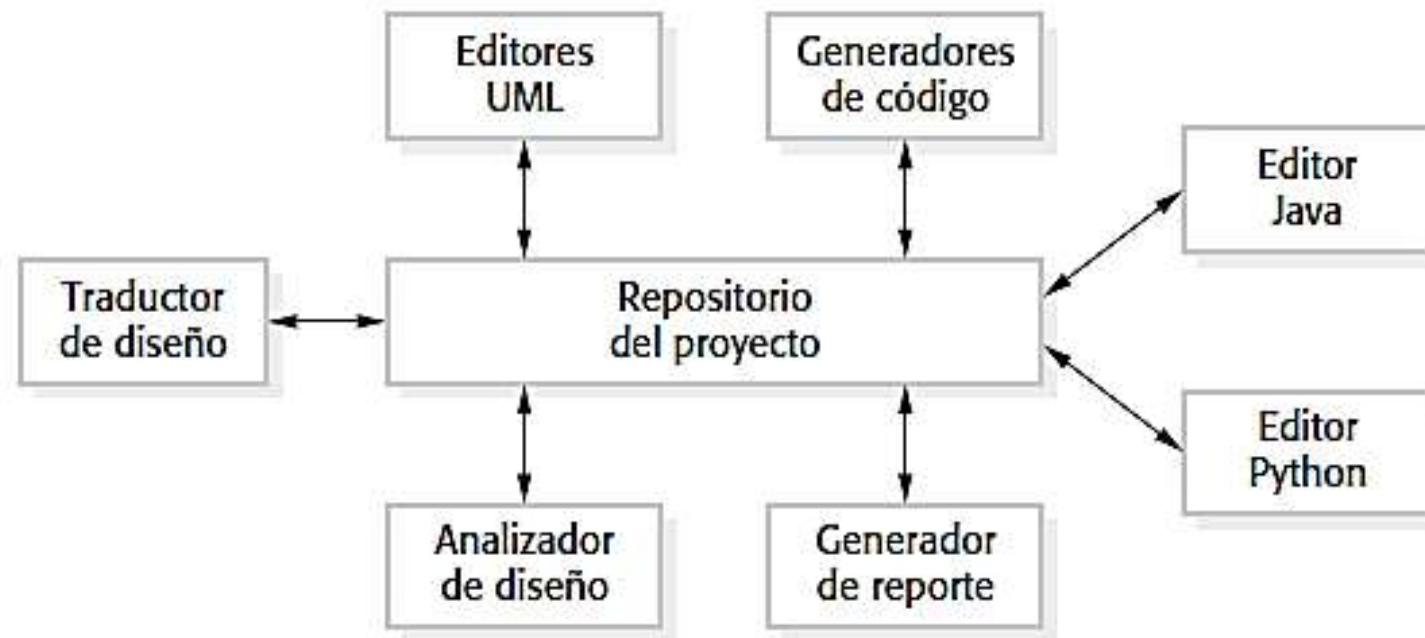 Editores
UML
Generadores
de código
Editor
Java
Traductor
de diseño
Repositorio
del proyecto
Editor
Python
Analizador
de diseño
Generador
de reporte